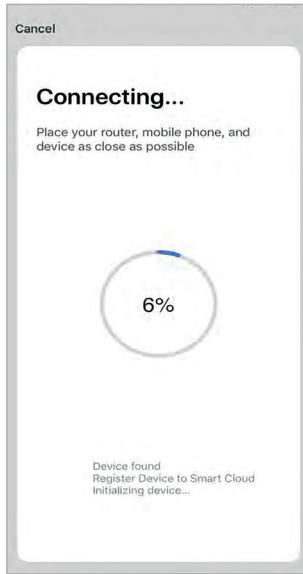 Cancel
Connecting...
Place your router, mobile phone, and
device as close as possible
6%
Device found
Register Device to Smart Cloud
Initializing device...